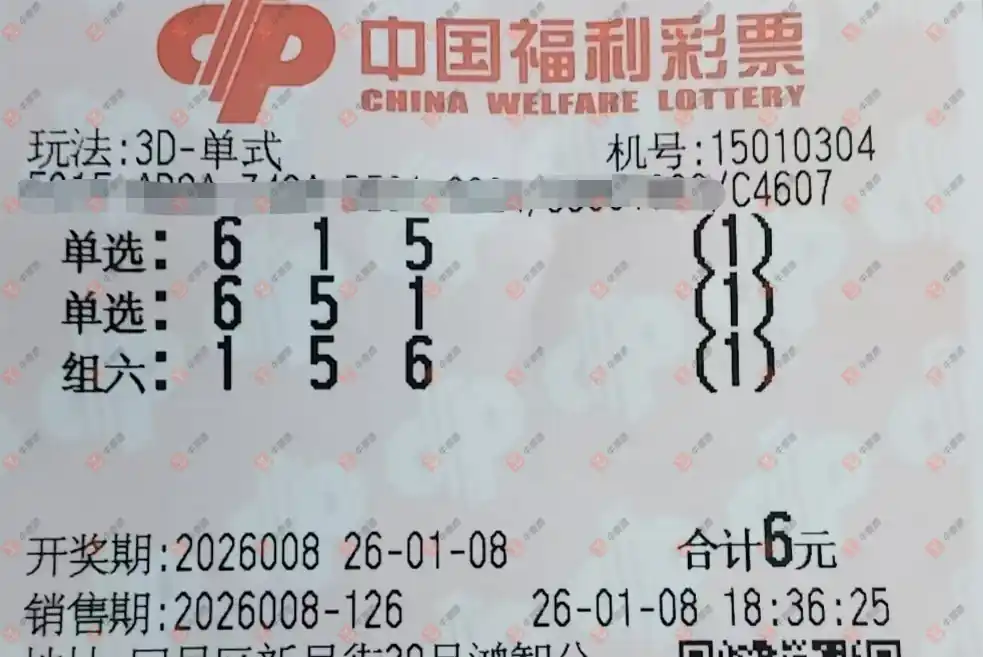 中国福利彩票
CHINA WELFARE LOTTERY
玩法:3D-单式 机号:15010304
/C4607
单选: 6 1 5 (1)
单选: 6 5 1 (1)
组六: 1 5 6 (1)
开奖期:2026008 26-01-08 合计6元
销售期:2026008-126 26-01-08 18:36:25